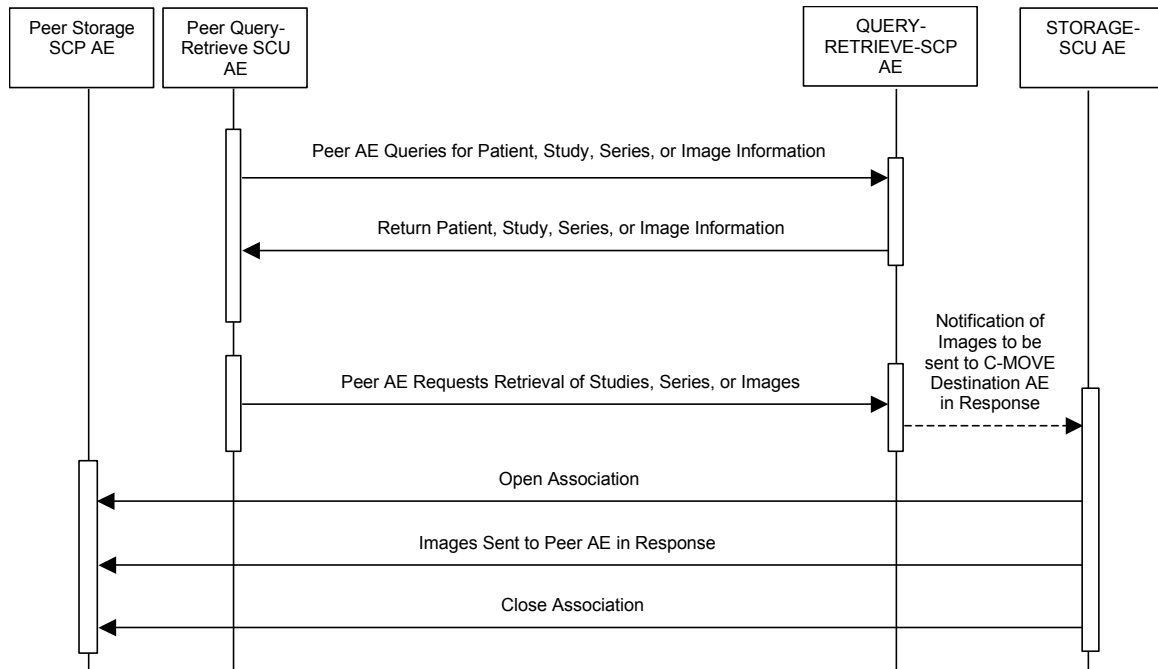 Peer Storage
SCP AE
Peer Query-
Retrieve SCU
AE
QUERY-
RETRIEVE-SCP
AE
STORAGE-
SCU AE
Peer AE Queries for Patient, Study, Series, or Image Information
Return Patient, Study, Series, or Image Information
Notification of
Images to be
sent to C-MOVE
Destination AE
in Response
Peer AE Requests Retrieval of Studies, Series, or Images
Open Association
Images Sent to Peer AE in Response
Close Association